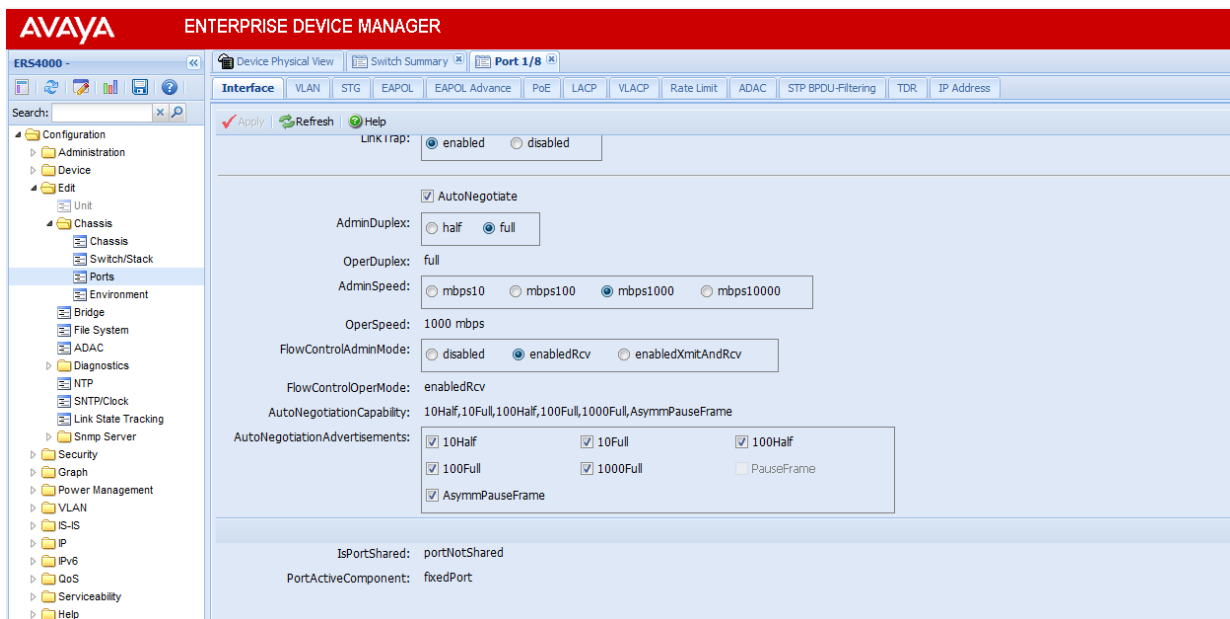 AVAYA ENTERPRISE DEVICE MANAGER
ERS4000 -
Search:
Configuration
Administration
Device
Edit
Unit
Chassis
Chassis
Switch/Stack
Ports
Environment
Bridge
File System
ADAC
Diagnostics
NTP
SNTP/Clock
Link State Tracking
Snmp Server
Security
Graph
Power Management
VLAN
IS-IS
IP
IPv6
QoS
Serviceability
Help
Device Physical View Switch Summary Port 1/8
Interface VLAN STG EAPOL EAPOL Advance PoE LACP VLACP Rate Limit ADAC STP BPDU-Filtering TDR IP Address
Apply Refresh Help
LinkTrap: enabled disabled
AutoNegotiate
AdminDuplex: half full
OperDuplex: full
AdminSpeed: mbps10 mbps100 mbps1000 mbps10000
OperSpeed: 1000 mbps
FlowControlAdminMode: disabled enabledRcv enabledXmitAndRcv
FlowControlOperMode: enabledRcv
AutoNegotiationCapability: 10Half,10Full,100Half,100Full,1000Full,AsymmPauseFrame
AutoNegotiationAdvertisements: 10Half 10Full 100Half
100Full 1000Full PauseFrame
AsymmPauseFrame
IsPortShared: portNotShared
PortActiveComponent: fixedPort